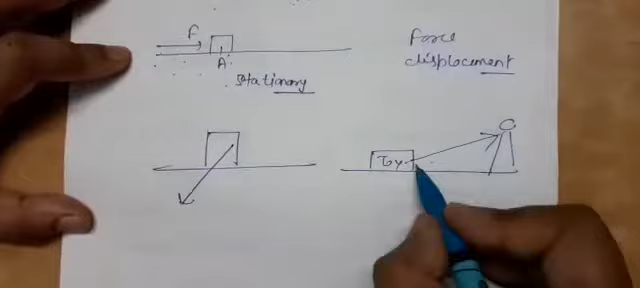 F
Force
A
displacement
stationary
Toy